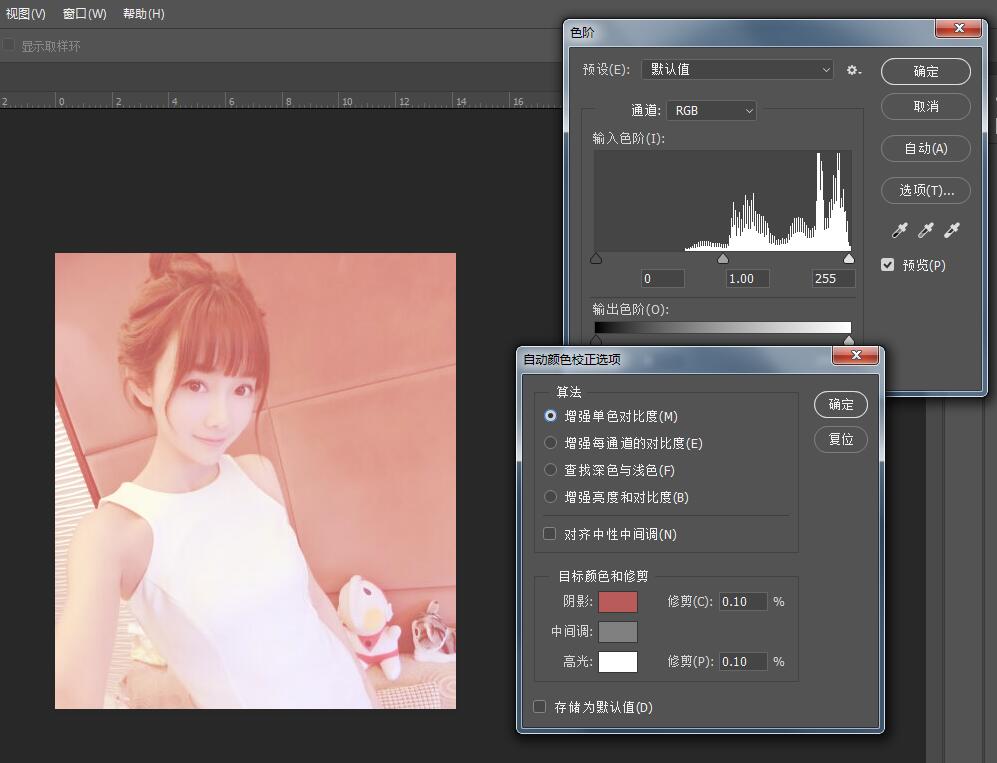 视图(V) 窗口(W) 帮助(H)
显示取样环
2 0 2 4 6 8 10 12 14 16
色阶
预设(E): 默认值
确定
取消
自动(A)
选项(T)...
预览(P)
通道: RGB
输入色阶(I):
0 1.00 255
输出色阶(O):
自动颜色校正选项
算法
增强单色对比度(M)
增强每通道的对比度(E)
查找深色与浅色(F)
增强亮度和对比度(B)
对齐中性中间调(N)
确定
复位
目标颜色和修剪
阴影: 修剪(C): 0.10 %
中间调:
高光: 修剪(P): 0.10 %
存储为默认值(D)